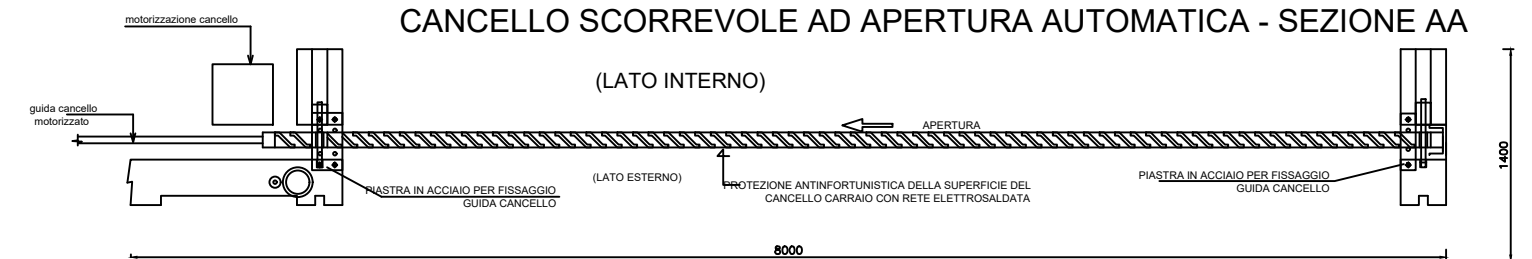 motorizzazione cancello
CANCELLO SCORREVOLE AD APERTURA AUTOMATICA - SEZIONE AA
(LATO INTERNO)
guida cancello
motorizzato
APERTURA
(LATO ESTERNO)
PIASTRA IN ACCIAIO PER FISSAGGIO
GUIDA CANCELLO
PROTEZIONE ANTINFORTUNISTICA DELLA SUPERFICIE DEL
CANCELLO CARRAIO CON RETE ELETTROSALDATA
PIASTRA IN ACCIAIO PER FISSAGGIO
GUIDA CANCELLO
1400
8000